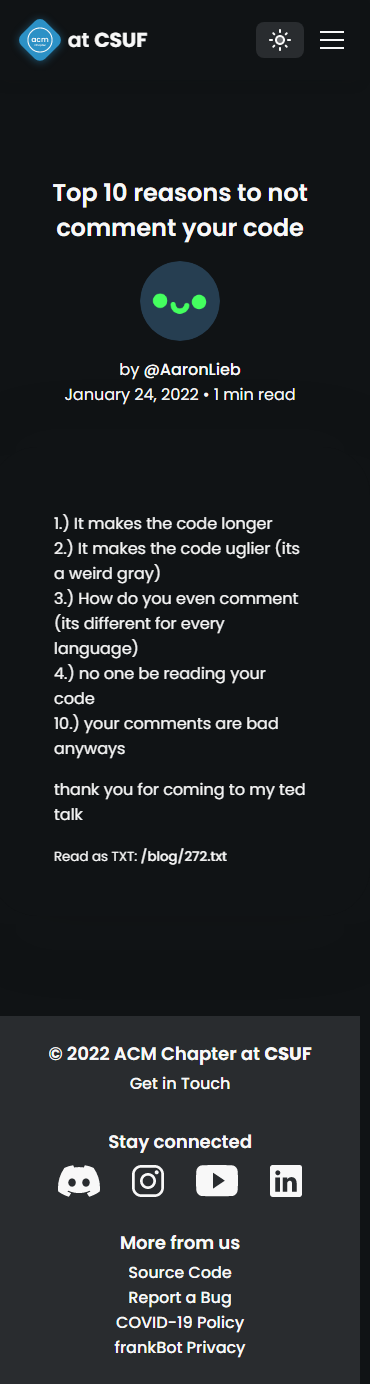 acm at CSUF
Top 10 reasons to not
comment your code
by @AaronLieb
January 24, 2022 • 1 min read
1.) It makes the code longer
2.) It makes the code uglier (its
a weird gray)
3.) How do you even comment
(its different for every
language)
4.) no one be reading your
code
10.) your comments are bad
anyways
thank you for coming to my ted
talk
Read as TXT: /blog/272.txt
© 2022 ACM Chapter at CSUF
Get in Touch
Stay connected
in
More from us
Source Code
Report a Bug
COVID-19 Policy
frankBot Privacy